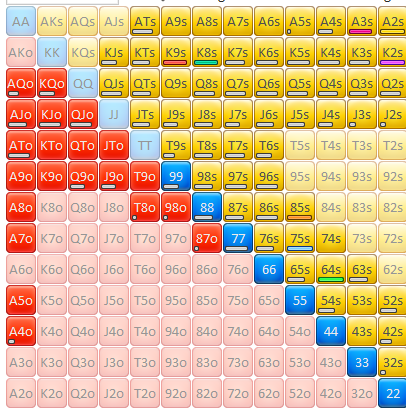 AA AKs AQs AJs ATs A9s A8s A7s A6s A5s A4s A3s A2s
AKo KK KQs KJs KTs K9s K8s K7s K6s K5s K4s K3s K2s
AQo KQo QQ QJs QTs Q9s Q8s Q7s Q6s Q5s Q4s Q3s Q2s
AJo KJo QJo JJ JTs J9s J8s J7s J6s J5s J4s J3s J2s
ATo KTo QTo JTo TT T9s T8s T7s T6s T5s T4s T3s T2s
A9o K9o Q9o J9o T9o 99 98s 97s 96s 95s 94s 93s 92s
A8o K8o Q8o J8o T8o 98o 88 87s 86s 85s 84s 83s 82s
A7o K7o Q7o J7o T7o 97o 87o 77 76s 75s 74s 73s 72s
A6o K6o Q6o J6o T6o 96o 86o 76o 66 65s 64s 63s 62s
A5o K5o Q5o J5o T5o 95o 85o 75o 65o 55 54s 53s 52s
A4o K4o Q4o J4o T4o 94o 84o 74o 64o 54o 44 43s 42s
A3o K3o Q3o J3o T3o 93o 83o 73o 63o 53o 43o 33 32s
A2o K2o Q2o J2o T2o 92o 82o 72o 62o 52o 42o 32o 22